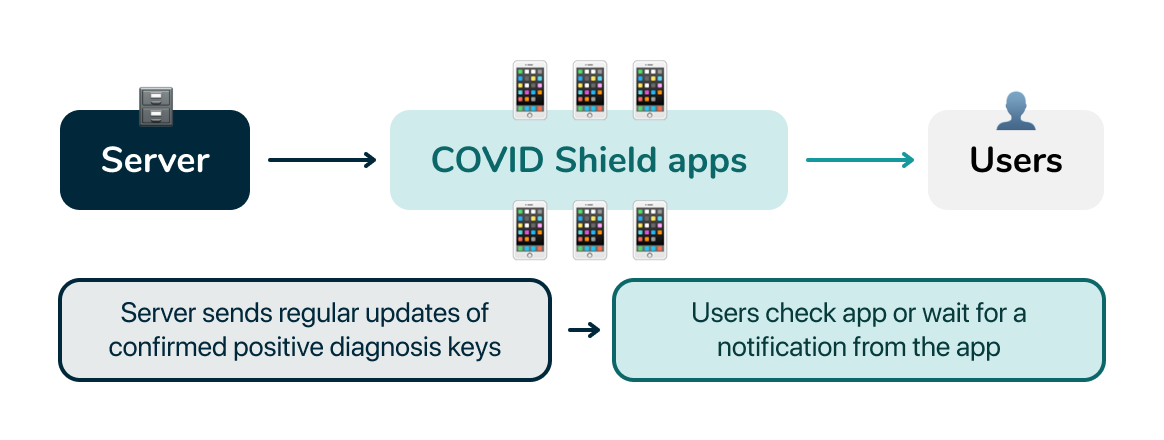 Server
COVID Shield apps
Users
Server sends regular updates of
confirmed positive diagnosis keys
Users check app or wait for a
notification from the app